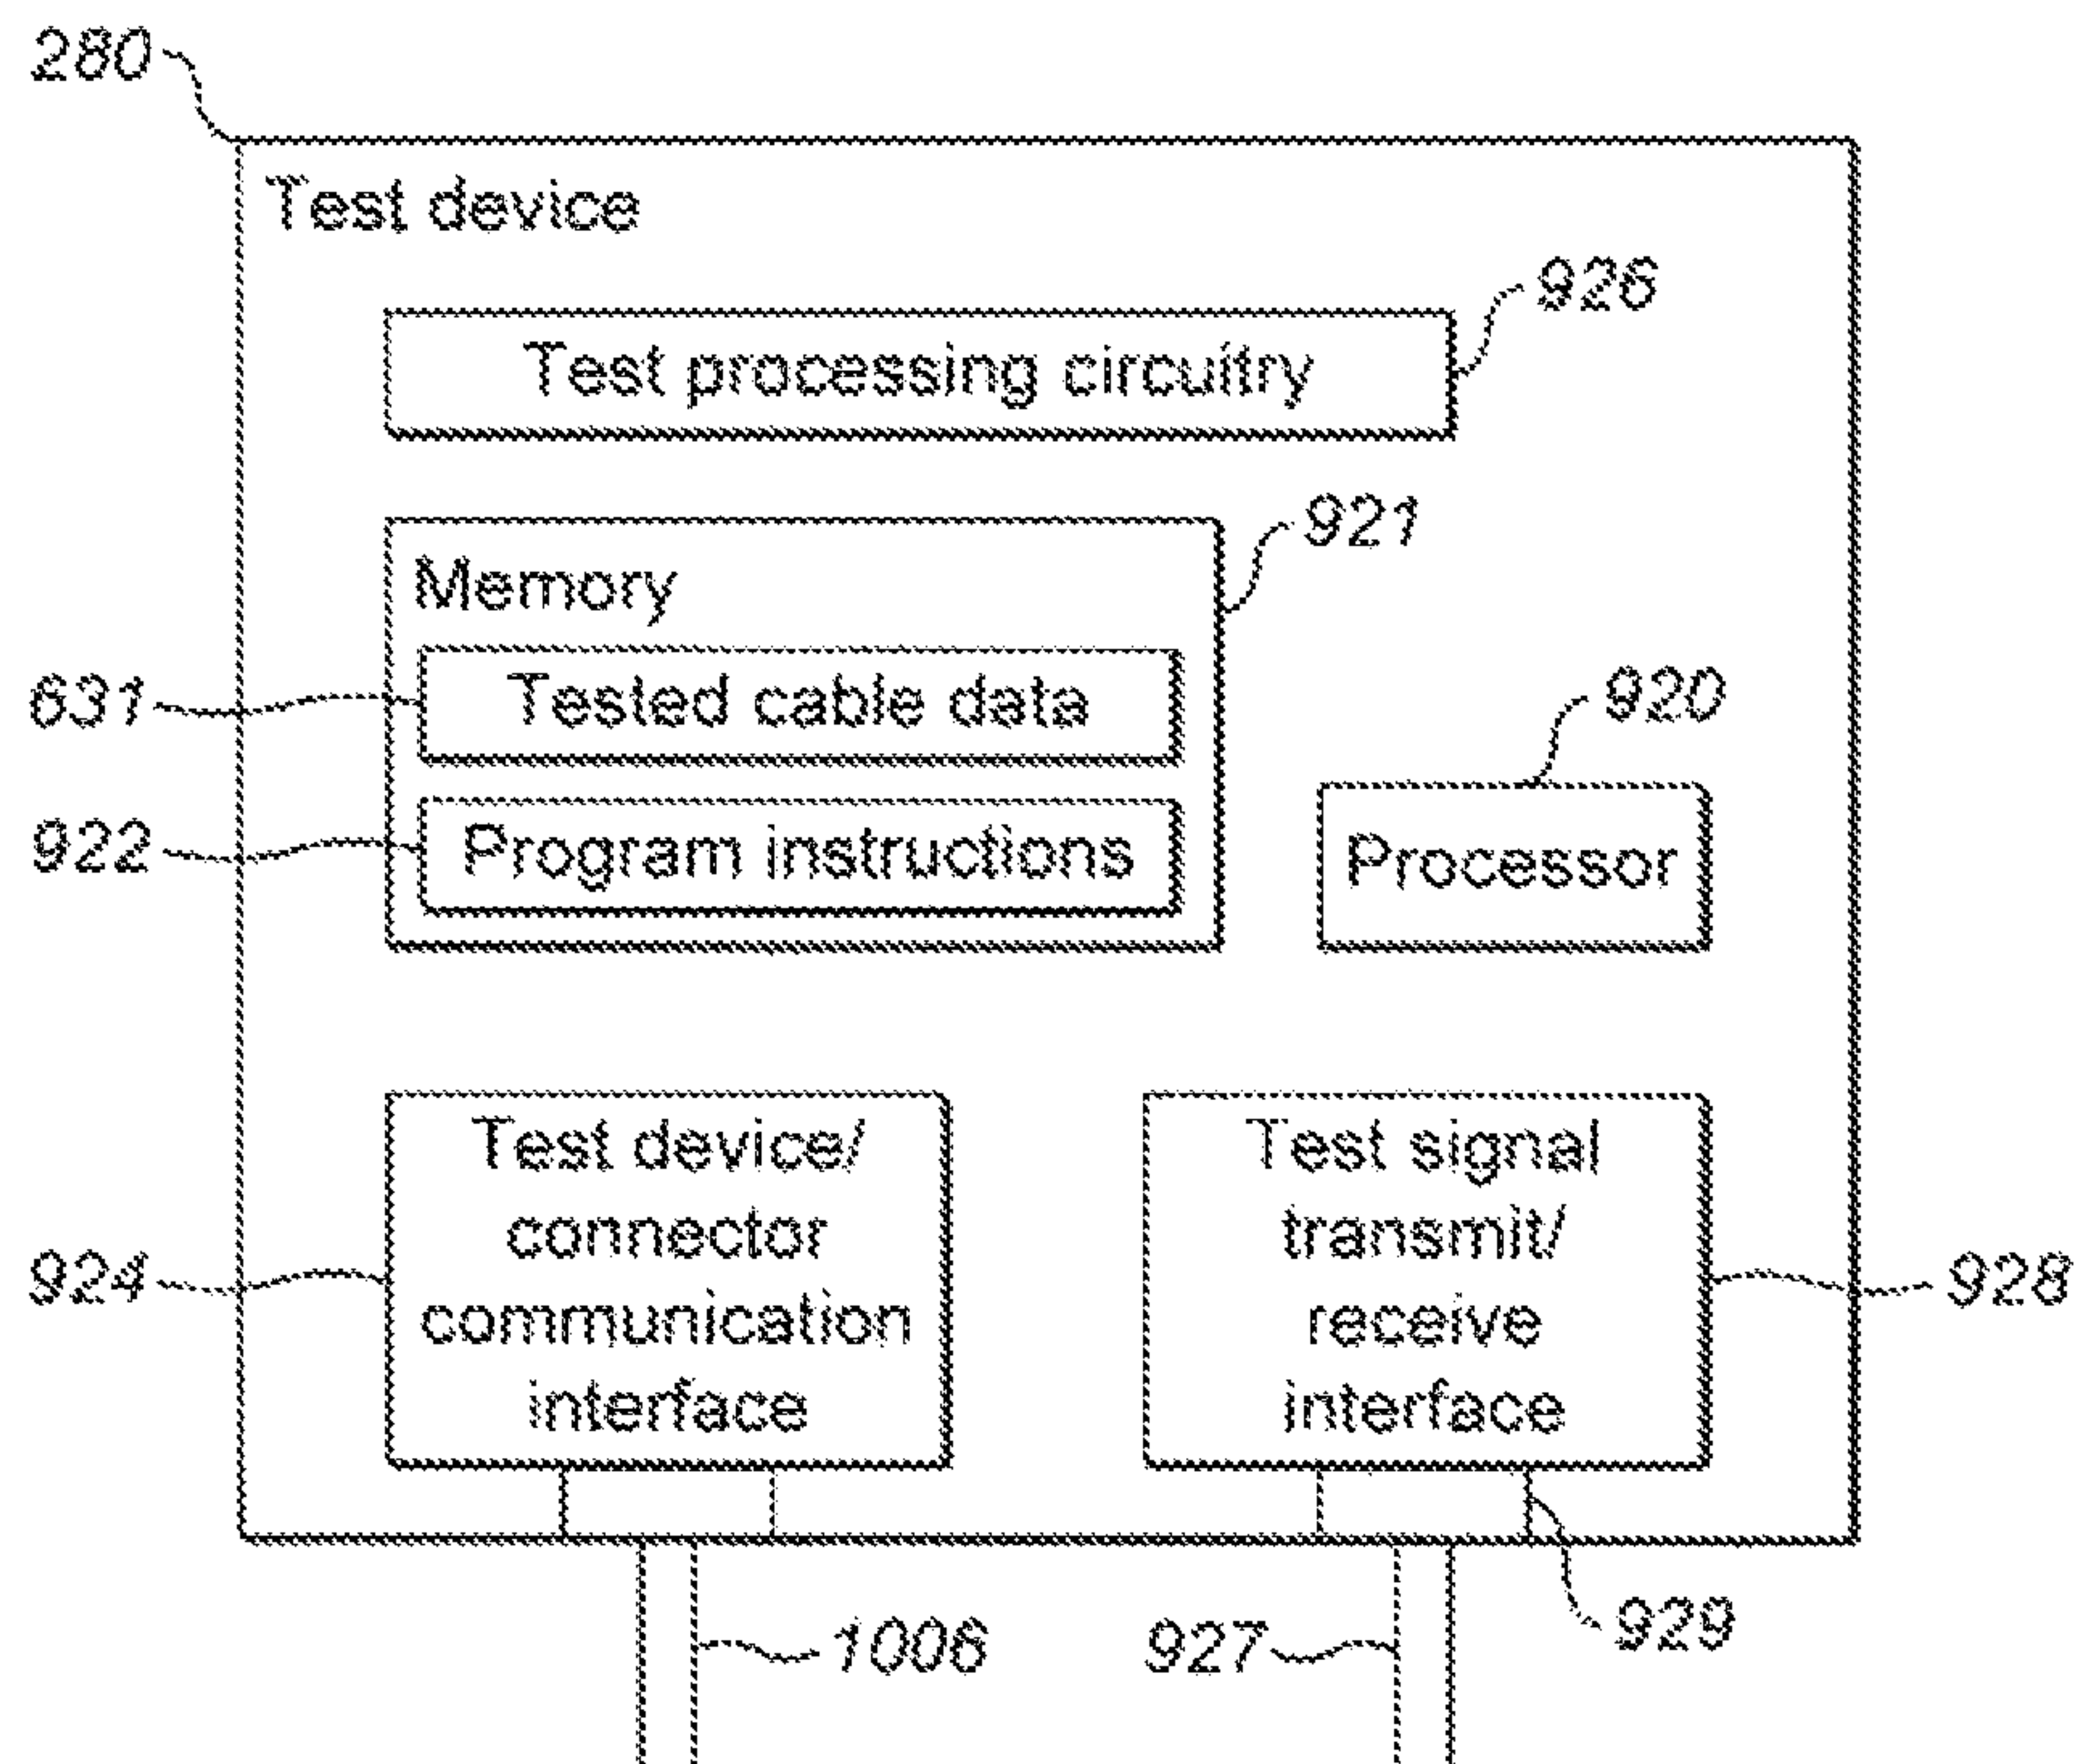 280
Test device
926
Test processing circuitry
921
Memory
631
Tested cable data
920
922
Program instructions
Processor
924
Test device/
connector
communication
interface
Test signal
transmit/
receive
interface
928
929
1006
927